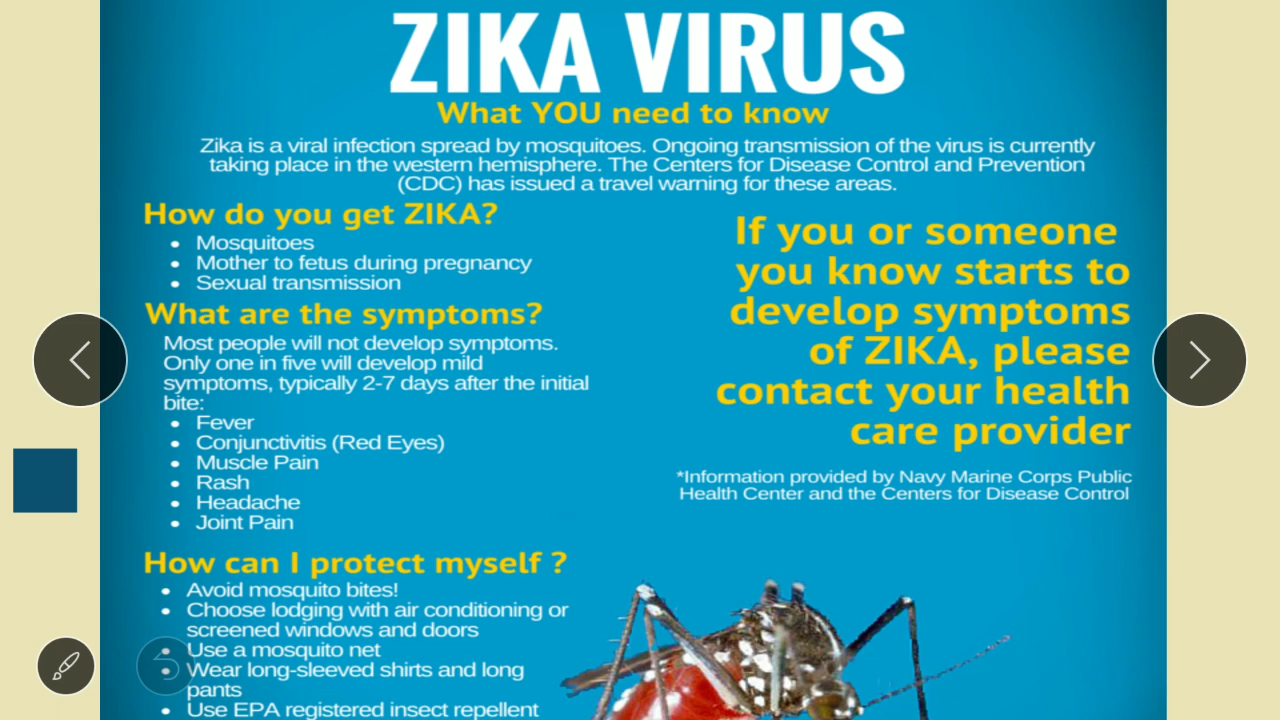 ZIKA VIRUS
What YOU need to know
Zika is a viral infection spread by mosquitoes. Ongoing transmission of the virus is currently
taking place in the western hemisphere. The Centers for Disease Control and Prevention
(CDC) has issued a travel warning for these areas.
How do you get ZIKA?
• Mosquitoes
• Mother to fetus during pregnancy
• Sexual transmission
What are the symptoms?
Most people will not develop symptoms.
Only one in five will develop mild
symptoms, typically 2-7 days after the initial
bite:
• Fever
• Conjunctivitis (Red Eyes)
• Muscle Pain
• Rash
• Headache
• Joint Pain
How can I protect myself ?
• Avoid mosquito bites!
• Choose lodging with air conditioning or
screened windows and doors
• Use a mosquito net
• Wear long-sleeved shirts and long
pants
• Use EPA registered insect repellent
If you or someone
you know starts to
develop symptoms
of ZIKA, please
contact your health
care provider
*Information provided by Navy Marine Corps Public
Health Center and the Centers for Disease Control